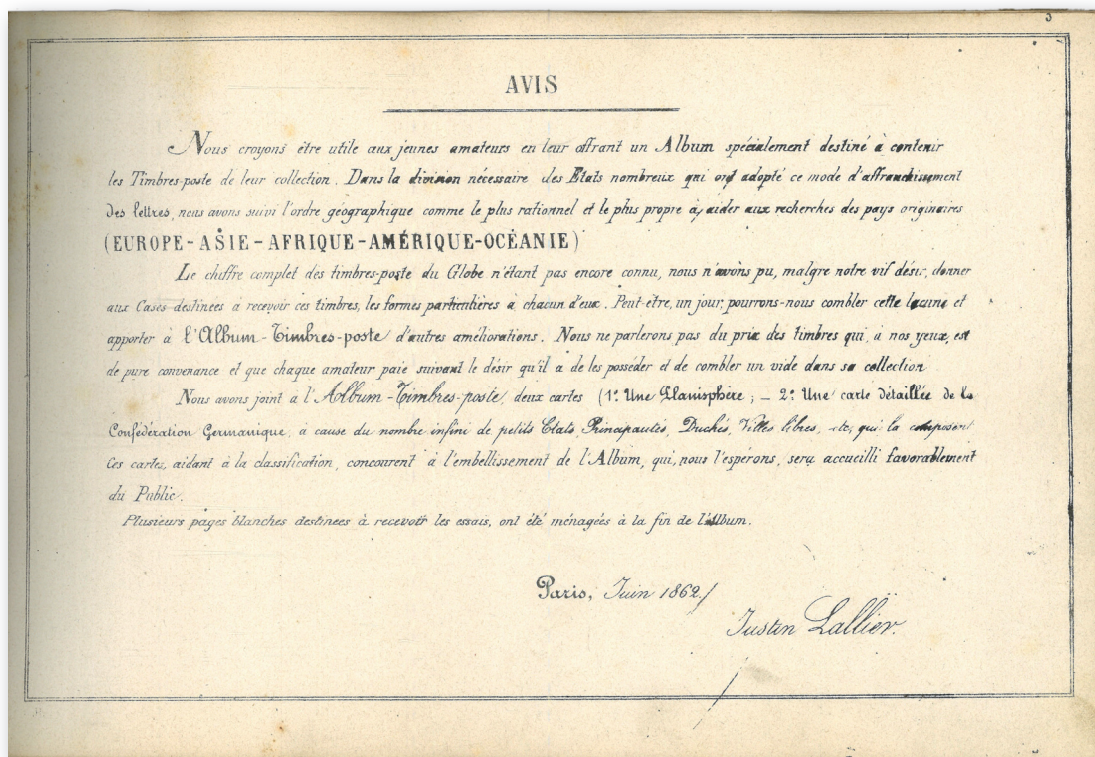 AVIS
Nous croyons être utile aux jeunes amateurs en leur offrant un Album spécialement destiné à contenir
les Timbres-poste de leur collection. Dans la division nécessaire des Etats nombreux qui ont adopté ce mode d'affranchissment
des lettres, nous avons suivi l'ordre géographique comme le plus rationnel et le plus propre à aider aux recherches des pays originaires
(EUROPE-ASIE-AFRIQUE-AMÉRIQUE-OCÉANIE)
Le chiffre complet des timbres-poste du Globe n'étant pas encore connu, nous n'avons pu, malgre notre vif désir, donner
aux Cases destinees à recevoir ces timbres, les formes particulières à chacun d'eux. Peut-être, un jour, pourrons-nous combler cette lacune et
apporter à l'Album-Timbres-poste d'autres améliorations. Nous ne parlerons pas du prix des timbres qui, à nos yeux, est
de pure convenance et que chaque amateur paie suivant le désir qu'il a de les posséder et de combler un vide dans sa collection
Nous avons joint à l'Album-Timbres-poste, deux cartes (1º Une Planisphère; – 2º Une carte détaillée de la
Confédération Germanique, à cause du nombre infini de petits Etats, Principautés, Duchés, Villes libres, etc, qui la composent
Ces cartes, aidant à la classification, concourent à l'embellissement de l'Album, qui, nous l'espérons, sera accueilli favorablement
du Public.
Plusieurs pages blanches destinées à recevoir les essais, ont été ménagées à la fin de l'Album.
Paris, Juin 1862.
Justin Lallier.